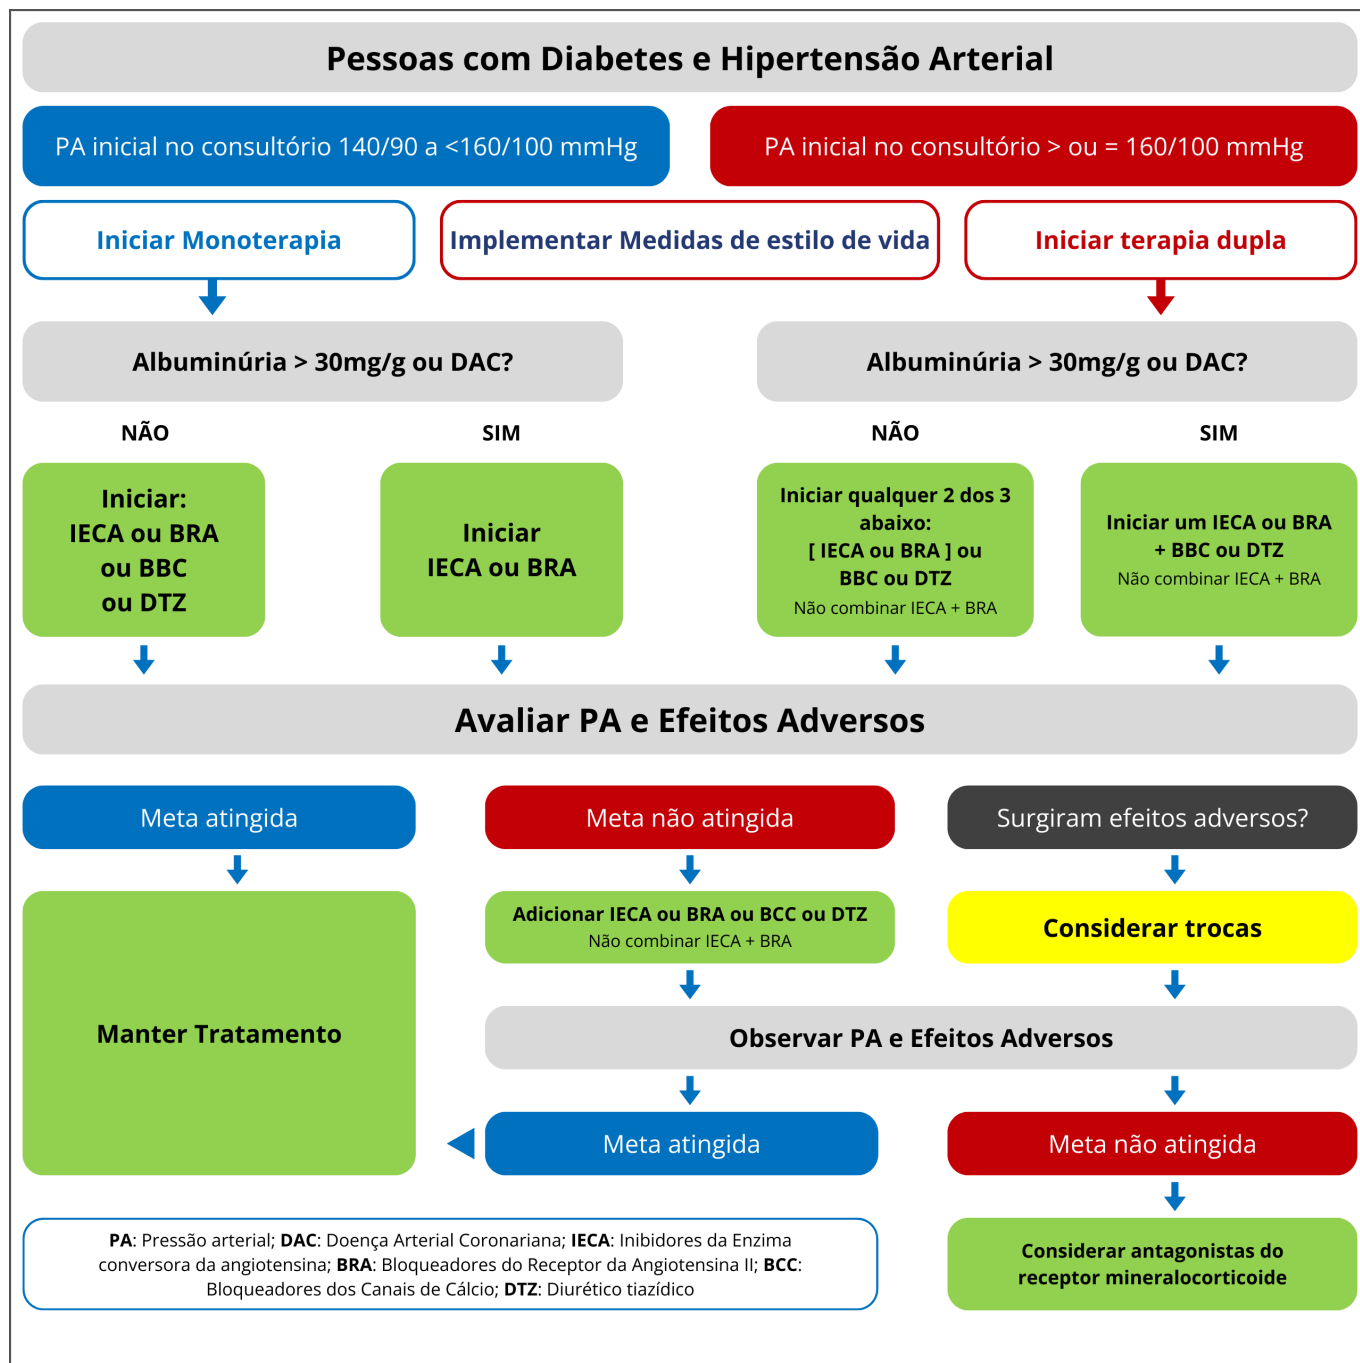 Pessoas com Diabetes e Hipertensão Arterial
PA inicial no consultório 140/90 a <160/100 mmHg
PA inicial no consultório > ou = 160/100 mmHg
Iniciar Monoterapia
Implementar Medidas de estilo de vida
Iniciar terapia dupla
Albuminúria > 30mg/g ou DAC?
Albuminúria > 30mg/g ou DAC?
NÃO
SIM
NÃO
SIM
Iniciar:
IECA ou BRA
ou BBC
ou DTZ
Iniciar
IECA ou BRA
Iniciar qualquer 2 dos 3
abaixo:
[ IECA ou BRA ] ou
BBC ou DTZ
Não combinar IECA + BRA
Iniciar um IECA ou BRA
+ BBC ou DTZ
Não combinar IECA + BRA
Avaliar PA e Efeitos Adversos
Meta atingida
Meta não atingida
Surgiram efeitos adversos?
Adicionar IECA ou BRA ou BCC ou DTZ
Não combinar IECA + BRA
Considerar trocas
Manter Tratamento
Observar PA e Efeitos Adversos
Meta atingida
Meta não atingida
PA: Pressão arterial; DAC: Doença Arterial Coronariana; IECA: Inibidores da Enzima
conversora da angiotensina; BRA: Bloqueadores do Receptor da Angiotensina II; BCC:
Bloqueadores dos Canais de Cálcio; DTZ: Diurético tiazídico
Considerar antagonistas do
receptor mineralocorticoide